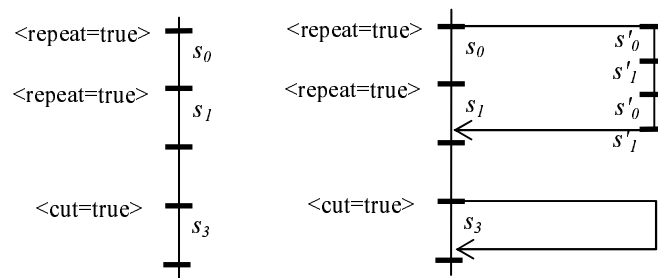 <repeat=true>
s0
<repeat=true>
s1
<cut=true>
s3
<repeat=true>
s0
s'0
s'1
<repeat=true>
s1
s'0
s'1
<cut=true>
s3